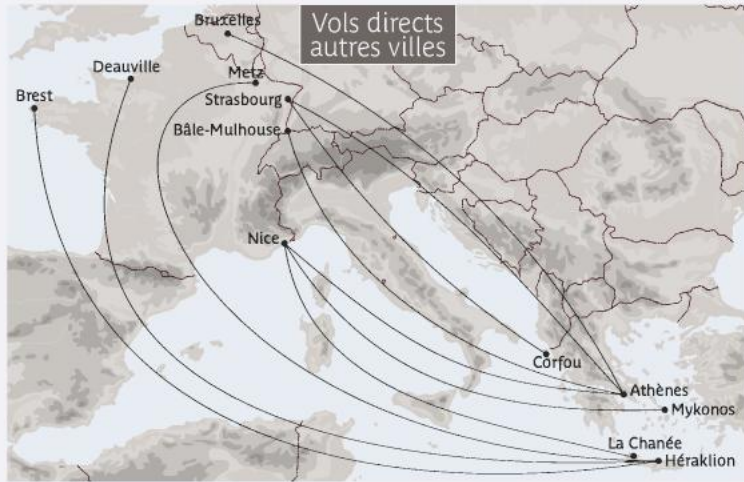 Vols directs
autres villes
Bruxelles
Deauville
Metz
Brest
Strasbourg
Bâle-Mulhouse
Nice
Corfou
Athènes
Mykonos
La Chanée
Héraklion